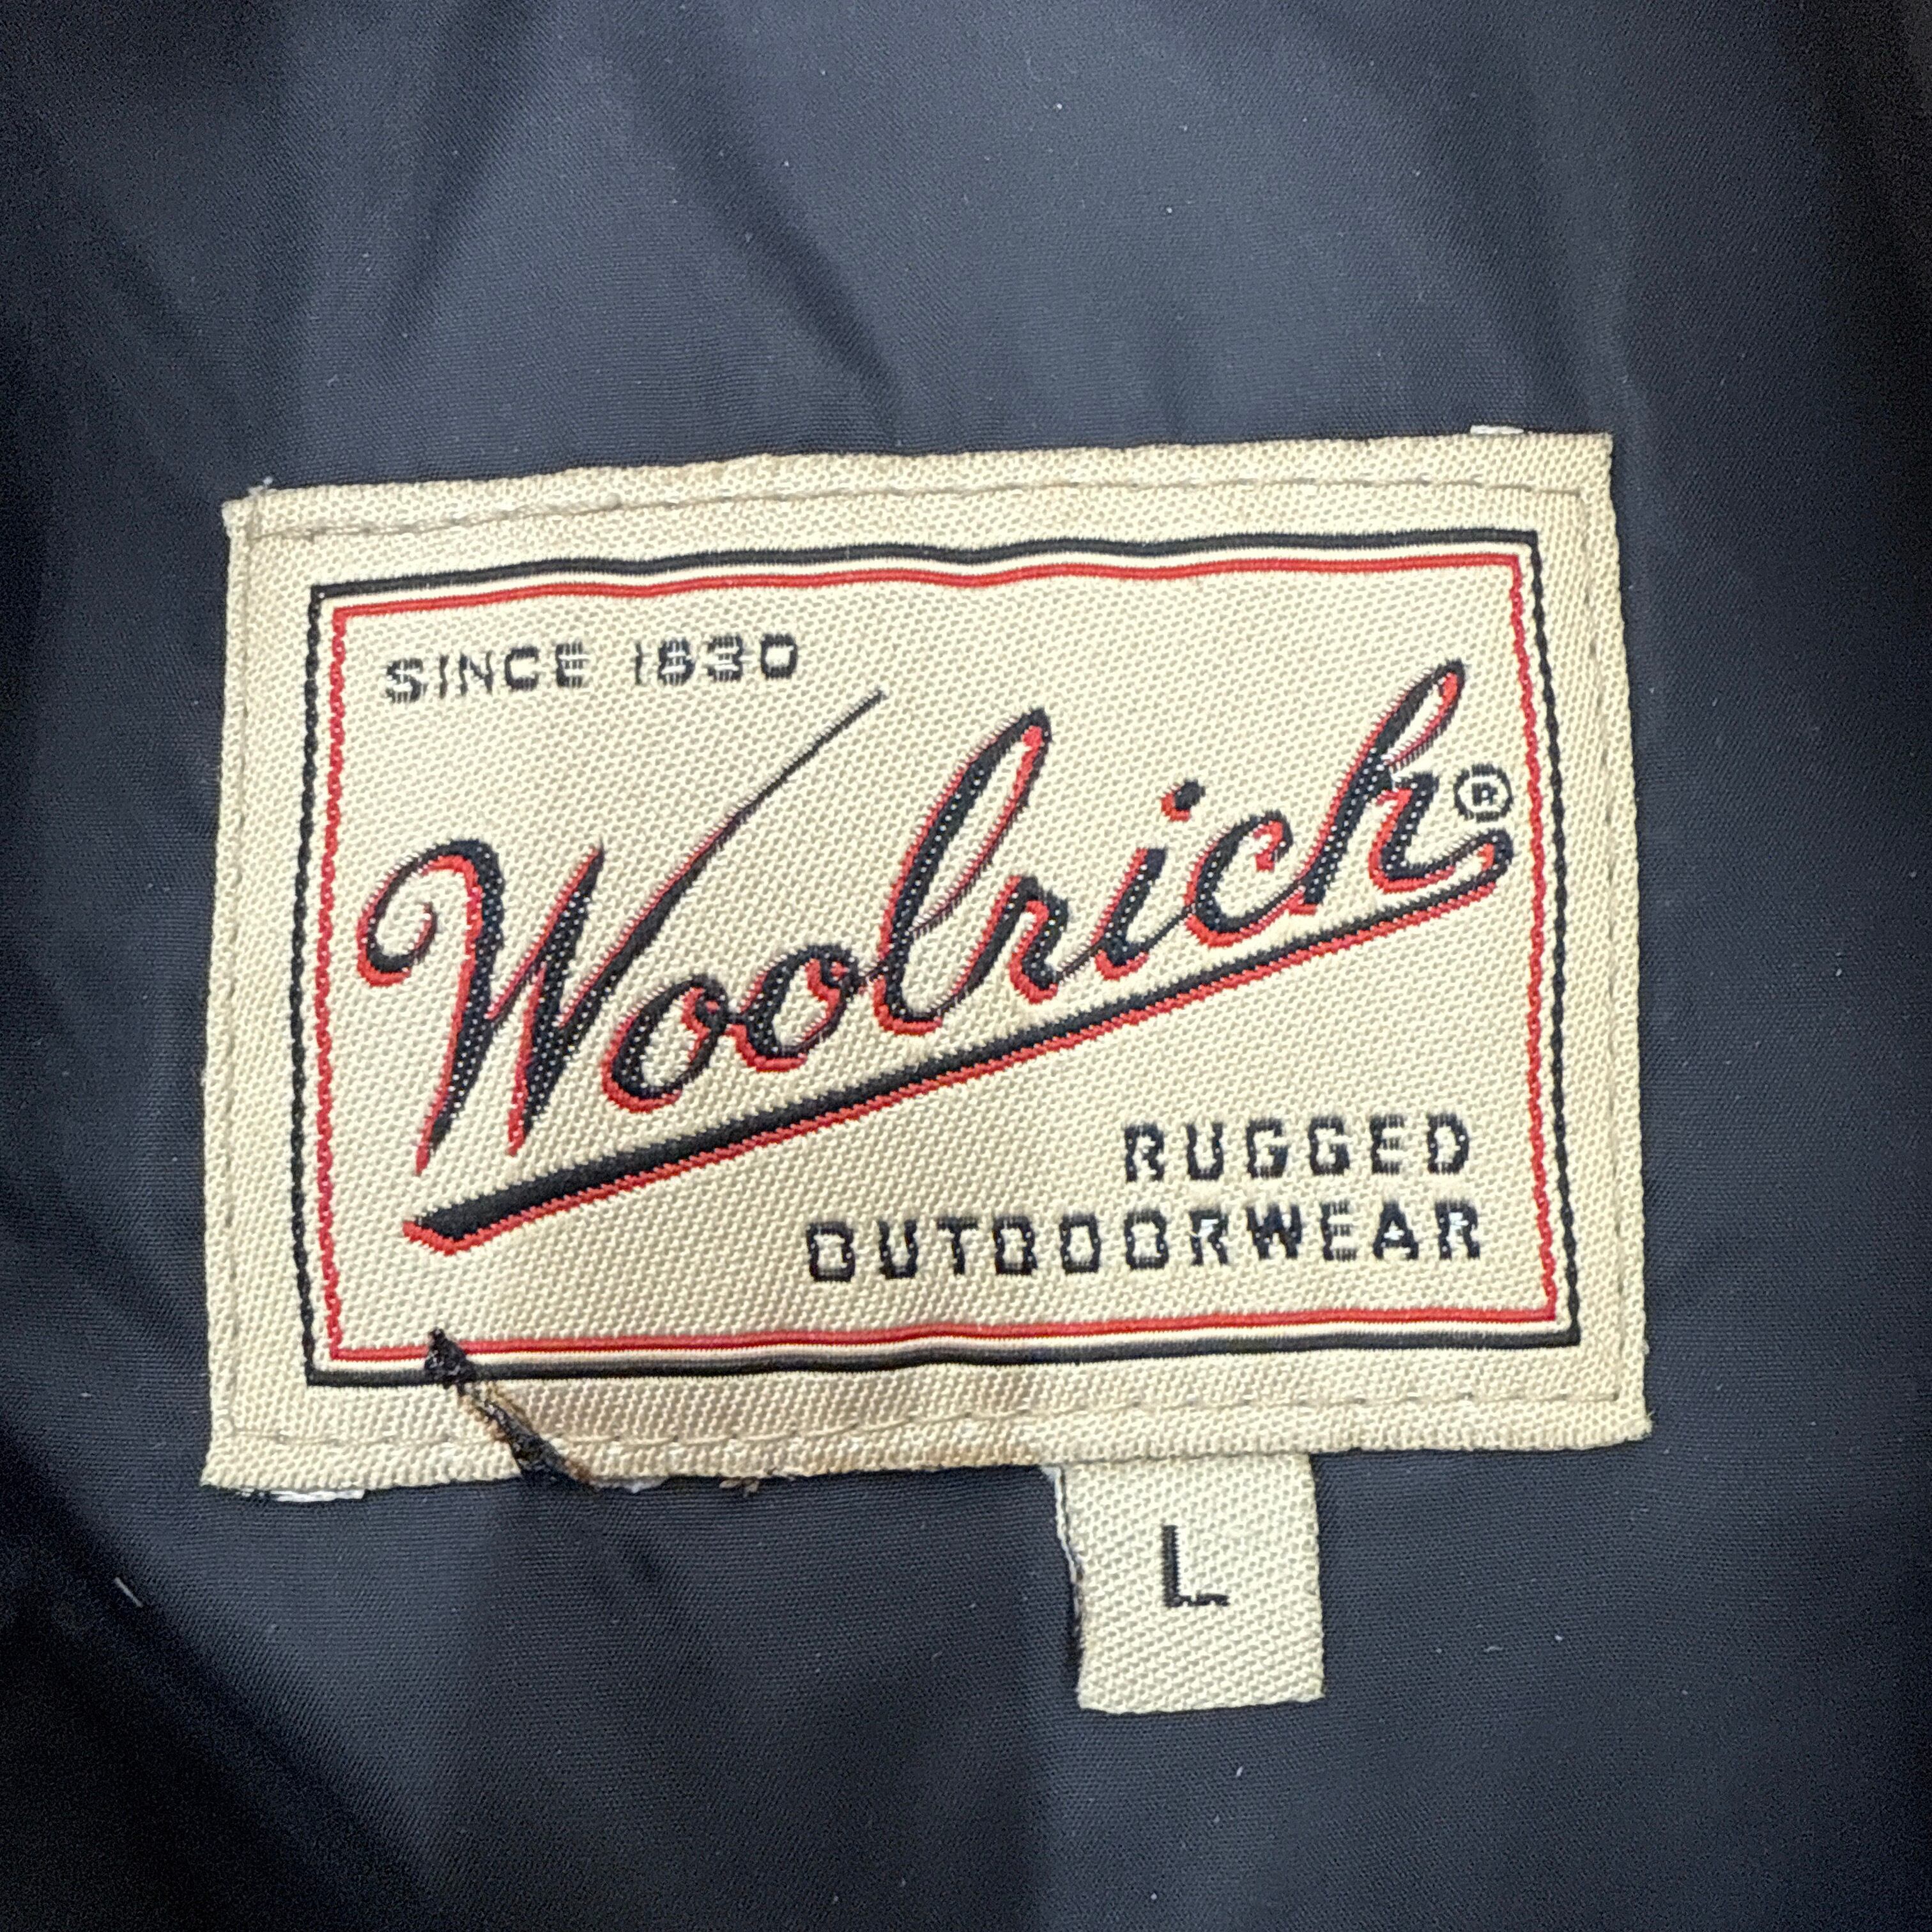 SINCE 1830
Woolrich®
RUGGED
OUTDOORWEAR
L